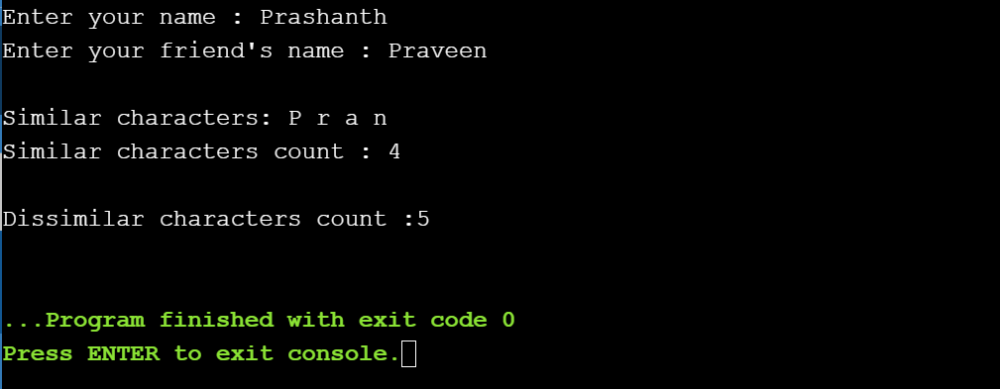 Enter your name : Prashanth
Enter your friend's name : Praveen
Similar characters: P r a n
Similar characters count : 4
Dissimilar characters count :5
...Program finished with exit code 0
Press ENTER to exit console.